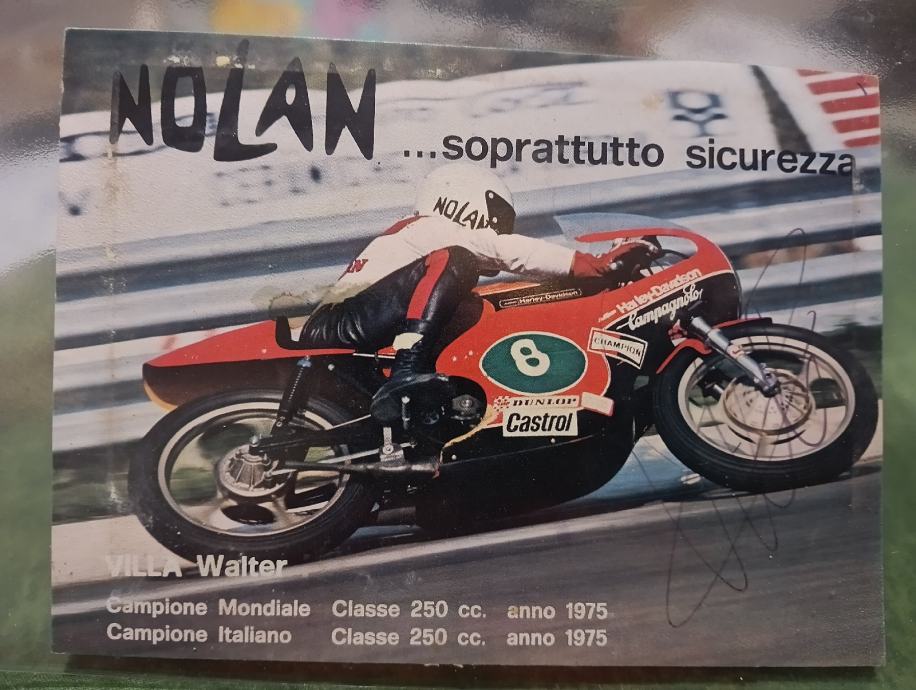 NOLAN
...soprattutto sicurezza
NOLAN
Harley-Davidson
Harley-Davidson
Campagnolo
CHAMPION
8
DUNLOP
Castrol
VILLA Walter
Campione Mondiale Classe 250 cc. anno 1975
Campione Italiano Classe 250 cc. anno 1975